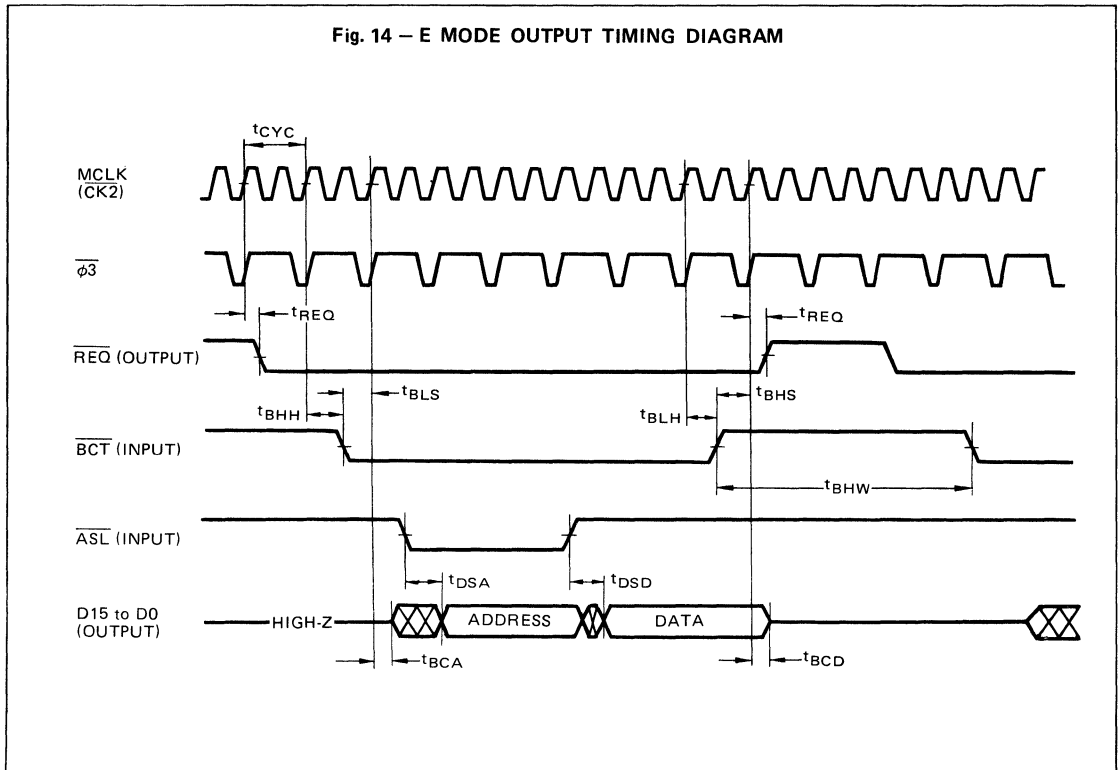 Fig. 14 — E MODE OUTPUT TIMING DIAGRAM
tCYC
MCLK
(CK2)
φ3
tREQ
tREQ
REQ (OUTPUT)
tBHH
tBLS
tBLH
tBHS
BCT (INPUT)
tBHW
ASL (INPUT)
tDSA
tDSD
D15 to D0
(OUTPUT)
HIGH-Z
ADDRESS
DATA
tBCA
tBCD